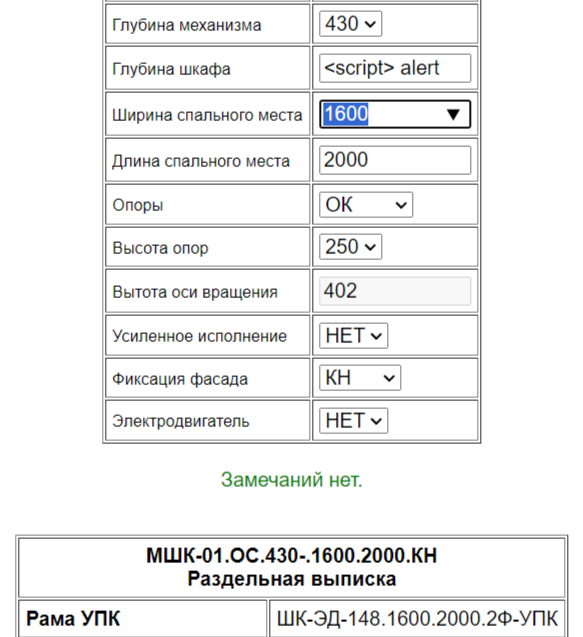 Глубина механизма 430
Глубина шкафа <script> alert
Ширина спального места 1600
Длина спального места 2000
Опоры ОК
Высота опор 250
Вытота оси вращения 402
Усиленное исполнение НЕТ
Фиксация фасада КН
Электродвигатель НЕТ
Замечаний нет.
МШК-01.ОС.430-.1600.2000.КН
Раздельная выписка
Рама УПК ШК-ЭД-148.1600.2000.2Ф-УПК